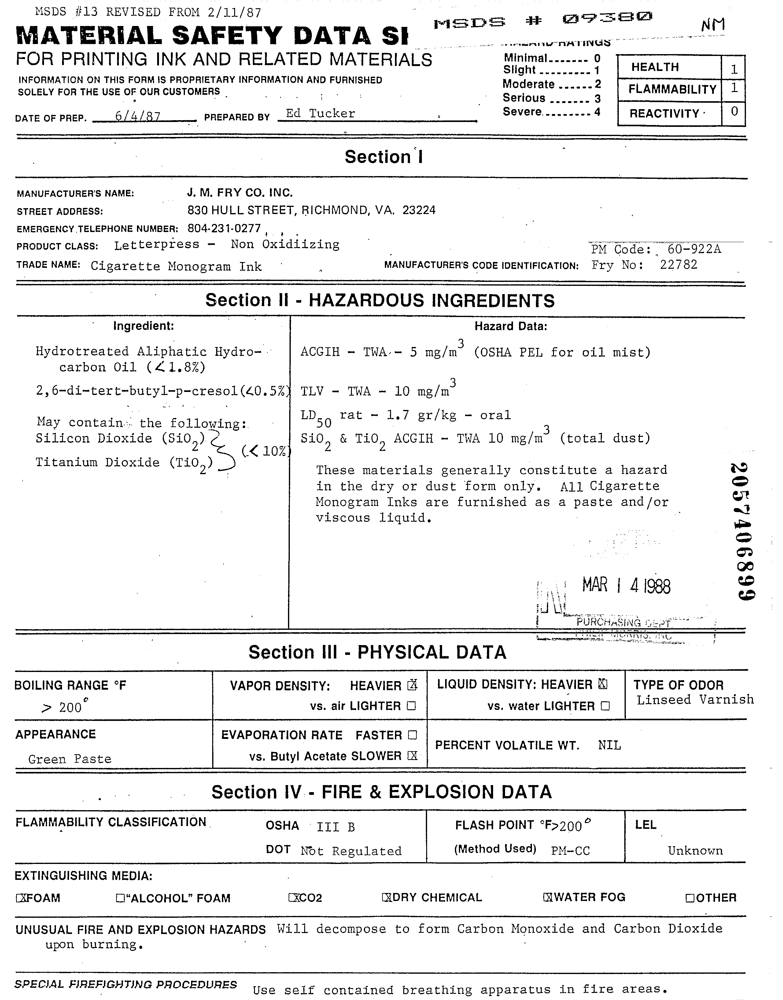 MSDS #13 REVISED FROM 2/11/87
MSDS # 09380
NM
MATERIAL SAFETY DATA
FOR PRINTING INK AND RELATED MATERIALS
INFORMATION ON THIS FORM IS PROPRIETARY INFORMATION AND FURNISHED
SOLELY FOR THE USE OF OUR CUSTOMERS
DATE OF PREP. 6/4/87 PREPARED BY Ed Tucker
HAZARD RATINGS
Minimal ------- 0
Slight --------- 1
Moderate ------ 2
Serious ------- 3
Severe --------- 4
HEALTH 1
FLAMMABILITY 1
REACTIVITY 0
Section I
MANUFACTURER'S NAME: J. M. FRY CO. INC.
STREET ADDRESS: 830 HULL STREET, RICHMOND, VA. 23224
EMERGENCY TELEPHONE NUMBER: 804-231-0277
PRODUCT CLASS: Letterpress - Non Oxidiizing
PM Code: 60-922A
TRADE NAME: Cigarette Monogram Ink MANUFACTURER'S CODE IDENTIFICATION: Fry No: 22782
Section II - HAZARDOUS INGREDIENTS
Ingredient:
Hydrotreated Aliphatic Hydro-
carbon Oil (<1.8%)
2,6-di-tert-butyl-p-cresol(<0.5%)
May contain the following:
Silicon Dioxide (SiO2)
(<10%)
Titanium Dioxide (TiO2)
Hazard Data:
ACGIH - TWA - 5 mg/m3 (OSHA PEL for oil mist)
TLV - TWA - 10 mg/m3
LD50 rat - 1.7 gr/kg - oral
SiO2 & TiO2 ACGIH - TWA 10 mg/m3 (total dust)
These materials generally constitute a hazard
in the dry or dust form only. All Cigarette
Monogram Inks are furnished as a paste and/or
viscous liquid.
2057406899
MAR 14 1988
PURCHASING DEPT
PHILIP MORRIS, INC
Section III - PHYSICAL DATA
BOILING RANGE °F
> 200°
VAPOR DENSITY: HEAVIER ☒
vs. air LIGHTER ☐
LIQUID DENSITY: HEAVIER ☒
vs. water LIGHTER ☐
TYPE OF ODOR
Linseed Varnish
APPEARANCE
Green Paste
EVAPORATION RATE FASTER ☐
vs. Butyl Acetate SLOWER ☒
PERCENT VOLATILE WT. NIL
Section IV - FIRE & EXPLOSION DATA
FLAMMABILITY CLASSIFICATION
OSHA III B
DOT Not Regulated
FLASH POINT °F>200°
(Method Used) PM-CC
LEL
Unknown
EXTINGUISHING MEDIA:
☒FOAM ☐"ALCOHOL" FOAM ☒CO2 ☒DRY CHEMICAL ☒WATER FOG ☐OTHER
UNUSUAL FIRE AND EXPLOSION HAZARDS Will decompose to form Carbon Monoxide and Carbon Dioxide
upon burning.
SPECIAL FIREFIGHTING PROCEDURES Use self contained breathing apparatus in fire areas.